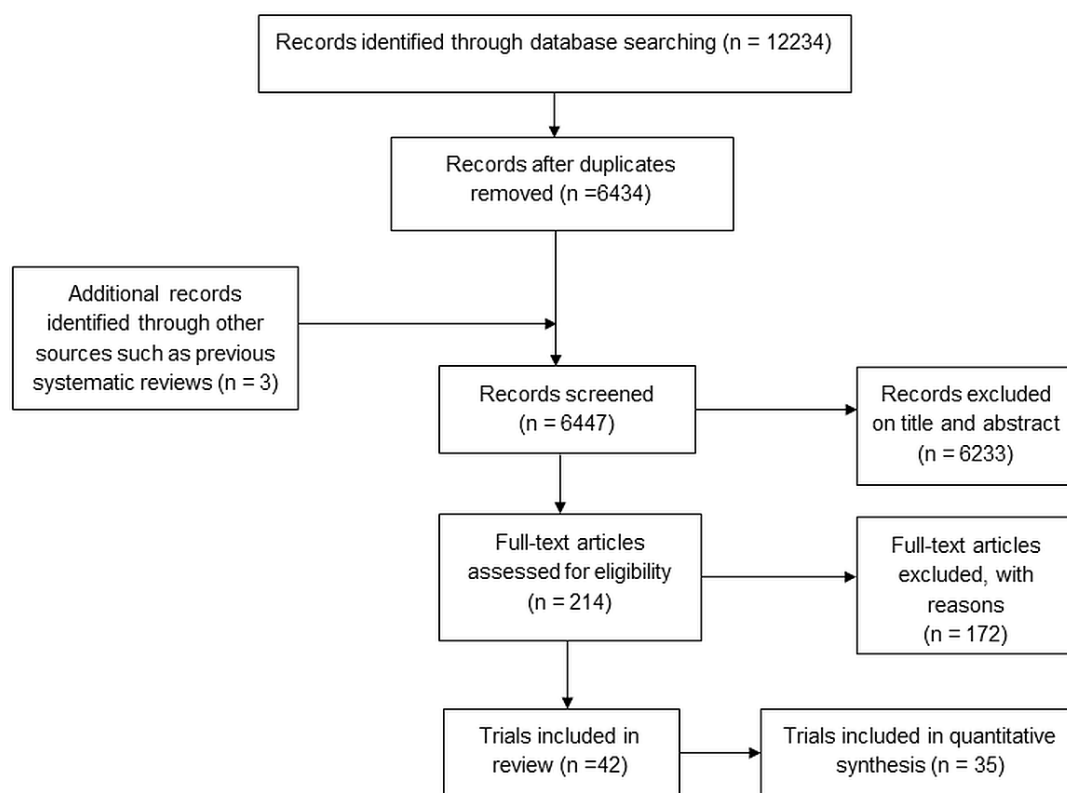 Records identified through database searching (n = 12234)
Records after duplicates
removed (n =6434)
Additional records
identified through other
sources such as previous
systematic reviews (n = 3)
Records screened
(n = 6447)
Records excluded
on title and abstract
(n = 6233)
Full-text articles
assessed for eligibility
(n = 214)
Full-text articles
excluded, with
reasons
(n = 172)
Trials included in
review (n =42)
Trials included in quantitative
synthesis (n = 35)